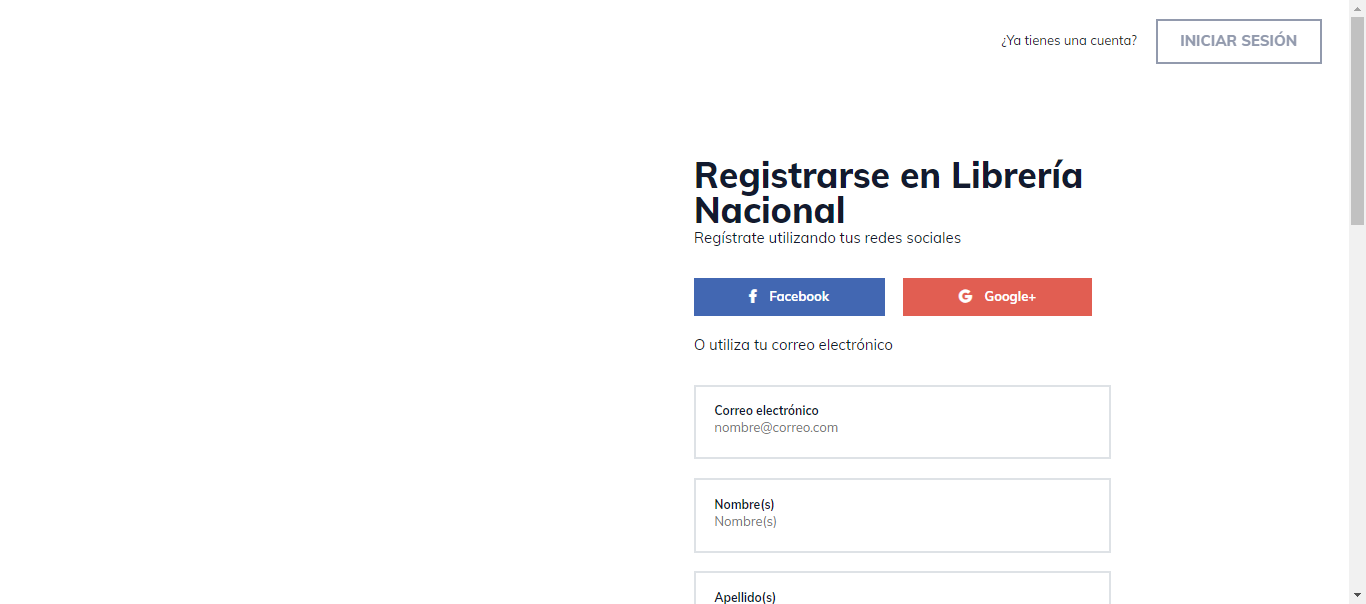 ¿Ya tienes una cuenta?
INICIAR SESIÓN
Registrarse en Librería
Nacional
Regístrate utilizando tus redes sociales
Facebook
Google+
O utiliza tu correo electrónico
Correo electrónico
nombre@correo.com
Nombre(s)
Nombre(s)
Apellido(s)